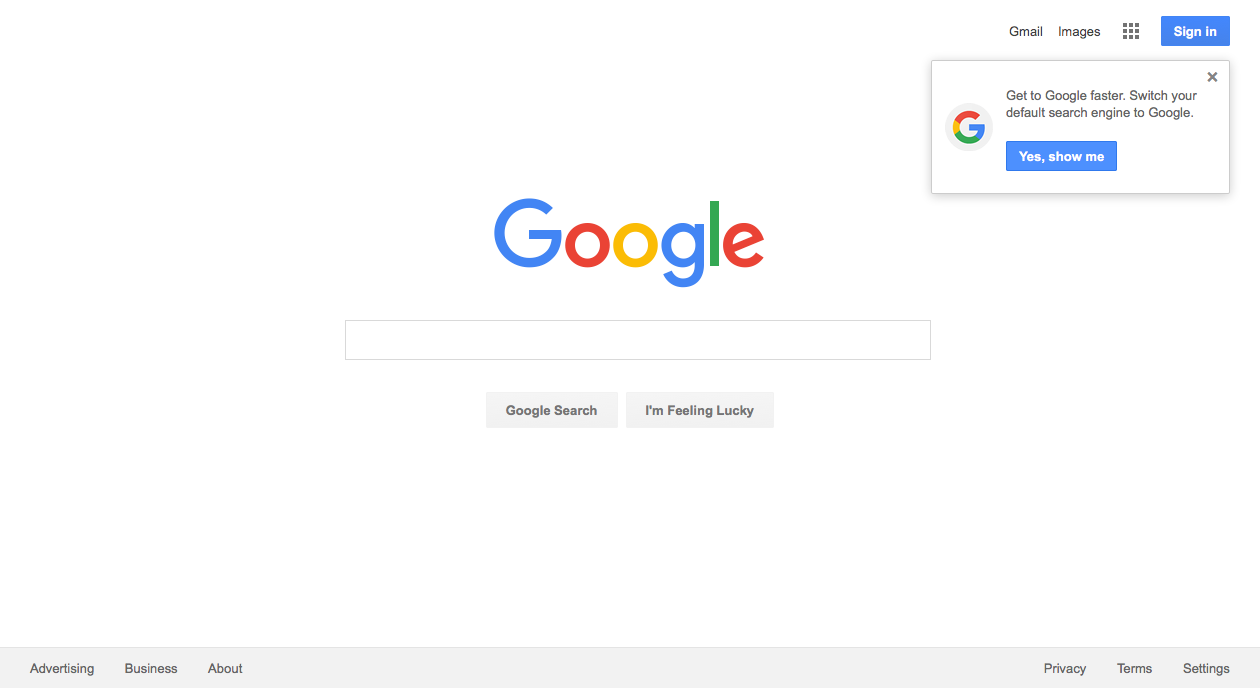 Gmail Images Sign in
Get to Google faster. Switch your
default search engine to Google.
Yes, show me
Google
Google Search I'm Feeling Lucky
Advertising Business About Privacy Terms Settings